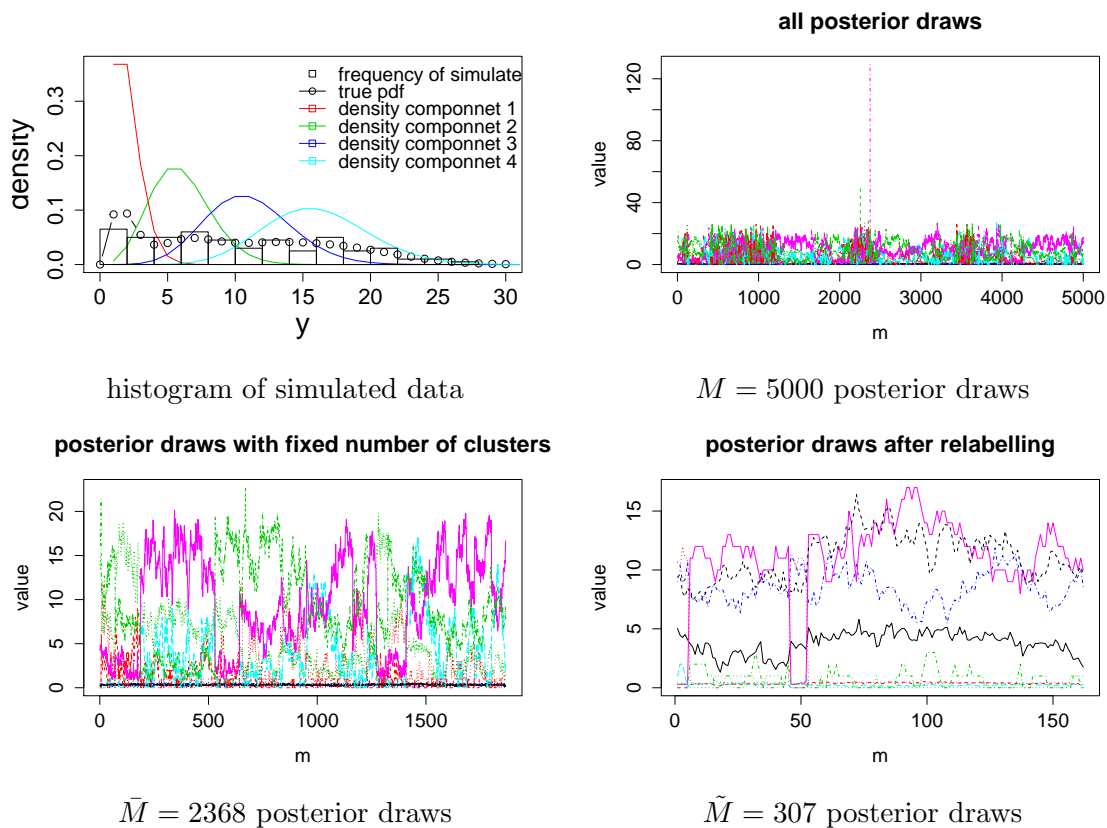 all posterior draws
density
0.0 0.1 0.2 0.3
frequency of simulate
true pdf
density componnet 1
density componnet 2
density componnet 3
density componnet 4
0 5 10 15 20 25 30
y
value
0 40 80 120
0 1000 2000 3000 4000 5000
m
histogram of simulated data
M = 5000 posterior draws
posterior draws with fixed number of clusters
value
0 5 10 15 20
0 500 1000 1500
m
posterior draws after relabelling
value
0 5 10 15
0 50 100 150
m
M̄ = 2368 posterior draws
M̃ = 307 posterior draws